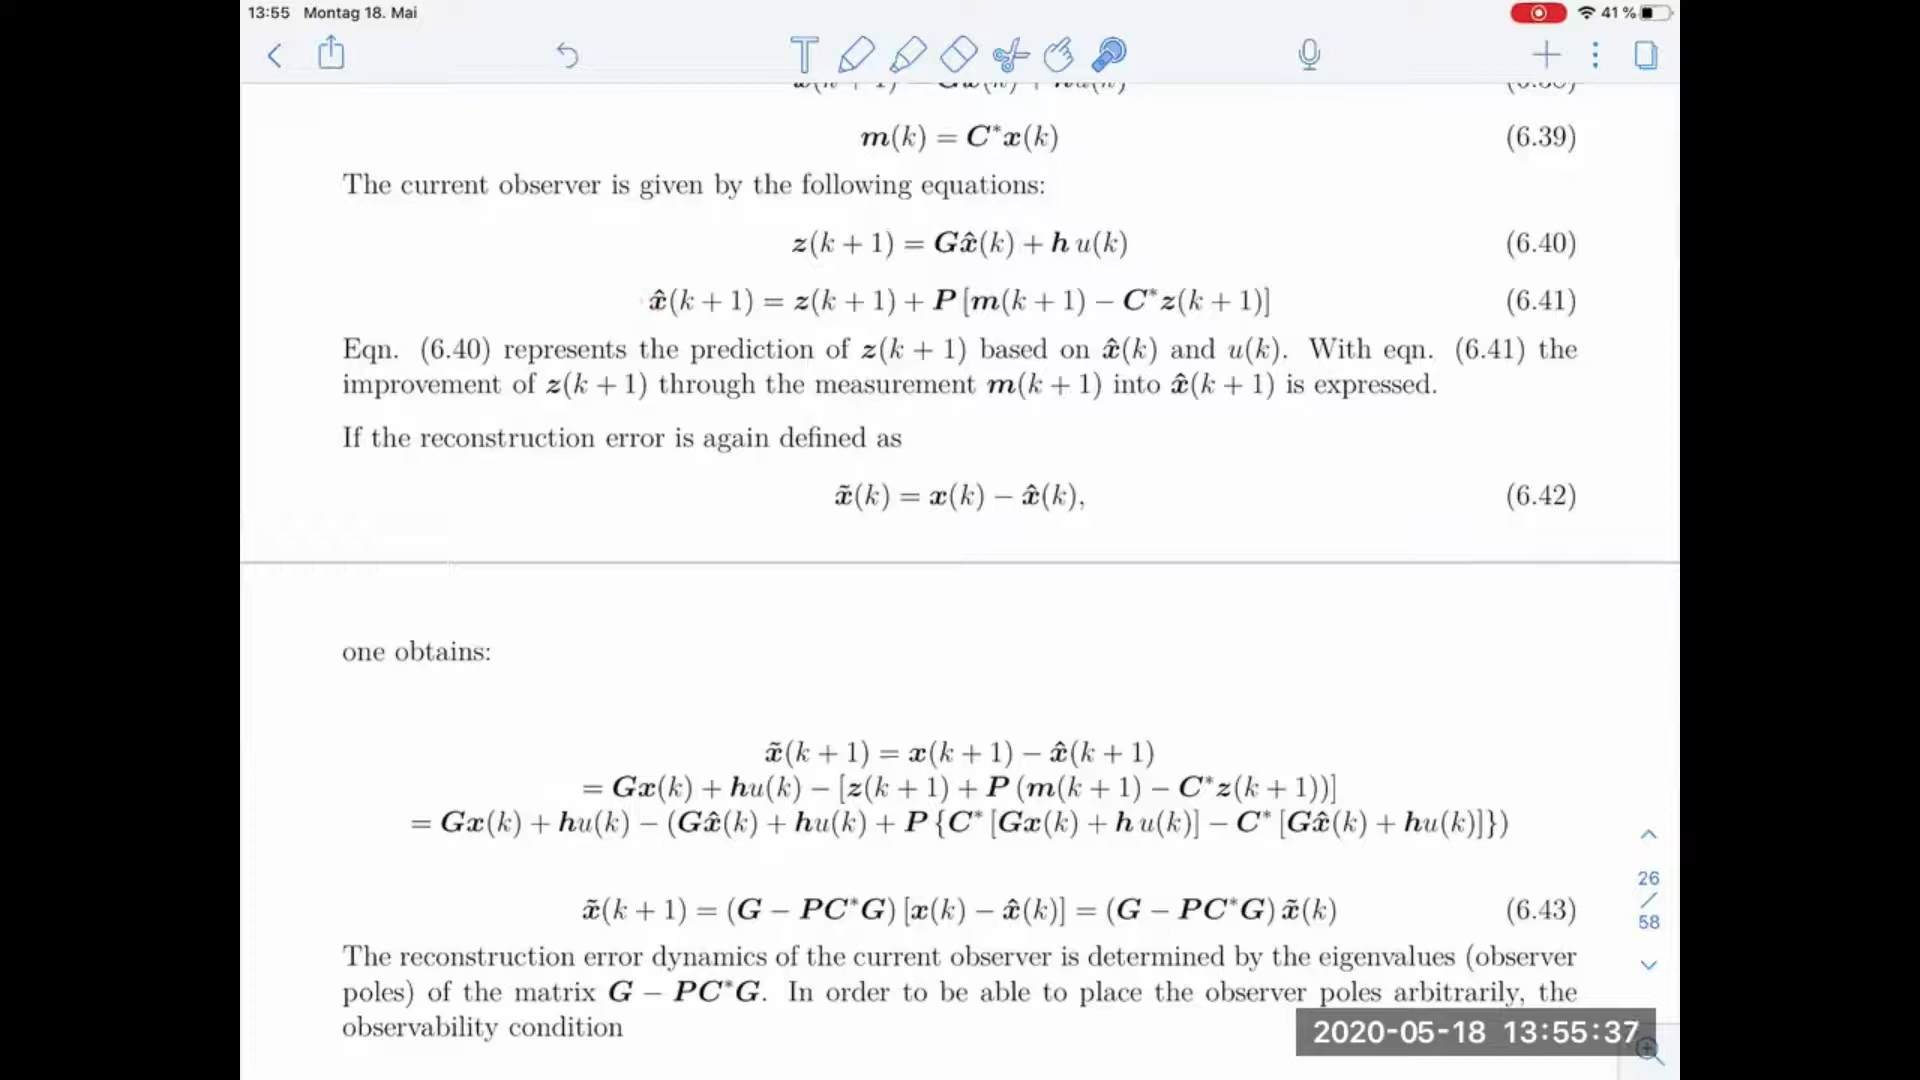 13:55 Montag 18. Mai
41 %
m(k) = C*x(k) (6.39)
The current observer is given by the following equations:
z(k + 1) = Gx̂(k) + h u(k) (6.40)
x̂(k + 1) = z(k + 1) + P [m(k + 1) − C*z(k + 1)] (6.41)
Eqn. (6.40) represents the prediction of z(k + 1) based on x̂(k) and u(k). With eqn. (6.41) the
improvement of z(k + 1) through the measurement m(k + 1) into x̂(k + 1) is expressed.
If the reconstruction error is again defined as
x̃(k) = x(k) − x̂(k), (6.42)
one obtains:
x̃(k + 1) = x(k + 1) − x̂(k + 1)
= Gx(k) + hu(k) − [z(k + 1) + P (m(k + 1) − C*z(k + 1))]
= Gx(k) + hu(k) − (Gx̂(k) + hu(k) + P {C* [Gx(k) + h u(k)] − C* [Gx̂(k) + hu(k)]})
x̃(k + 1) = (G − PC*G) [x(k) − x̂(k)] = (G − PC*G) x̃(k) (6.43)
26
/
58
The reconstruction error dynamics of the current observer is determined by the eigenvalues (observer
poles) of the matrix G − PC*G. In order to be able to place the observer poles arbitrarily, the
observability condition
2020-05-18 13:55:37